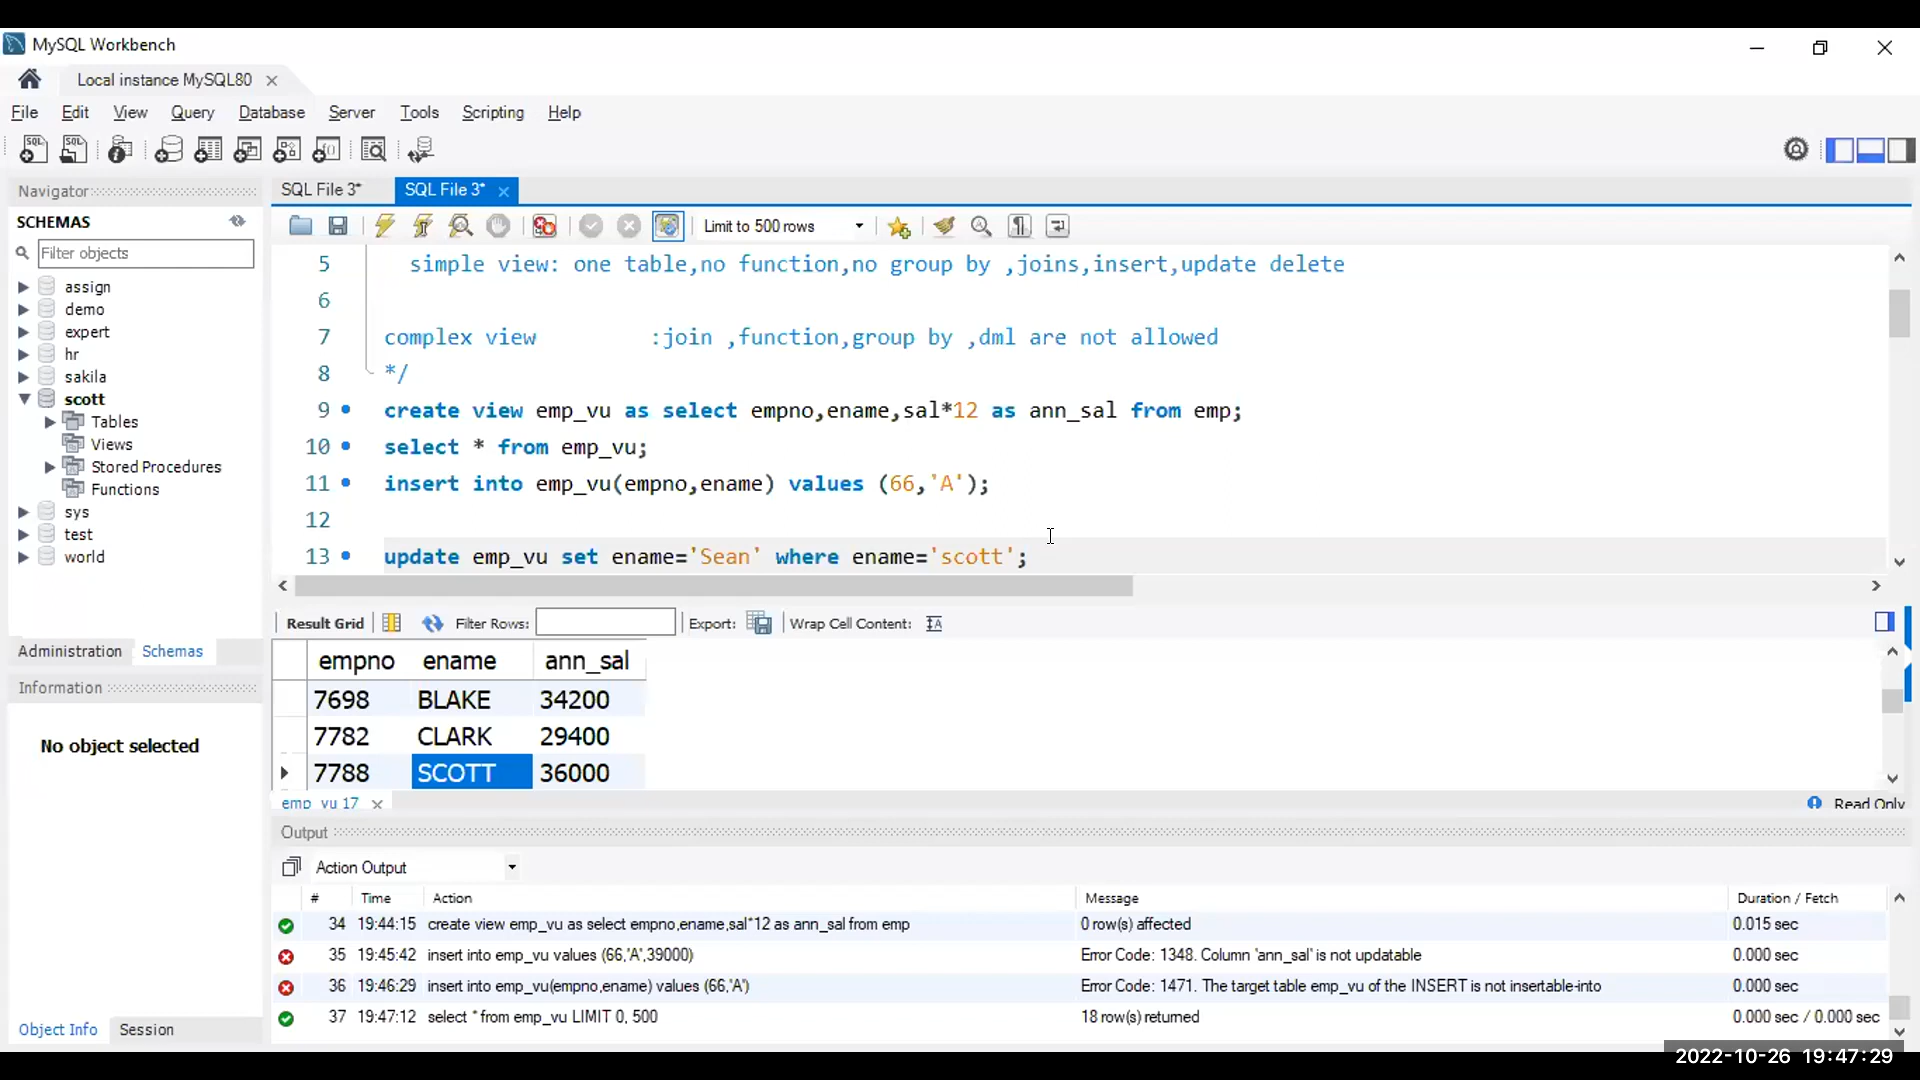 MySQL Workbench
Local instance MySQL80
File Edit View Query Database Server Tools Scripting Help
Navigator
SCHEMAS
Filter objects
assign
demo
expert
hr
sakila
scott
Tables
Views
Stored Procedures
Functions
sys
test
world
Administration Schemas
Information
No object selected
Object Info Session
SQL File 3* SQL File 3*
Limit to 500 rows
5 simple view: one table,no function,no group by ,joins,insert,update delete
6
7 complex view :join ,function,group by ,dml are not allowed
8 */
9 create view emp_vu as select empno,ename,sal*12 as ann_sal from emp;
10 select * from emp_vu;
11 insert into emp_vu(empno,ename) values (66,'A');
12
13 update emp_vu set ename='Sean' where ename='scott';
Result Grid Filter Rows: Export: Wrap Cell Content:
empno ename ann_sal
7698 BLAKE 34200
7782 CLARK 29400
7788 SCOTT 36000
emp_vu 17 Read Only
Output
Action Output
# Time Action Message Duration / Fetch
34 19:44:15 create view emp_vu as select empno,ename,sal*12 as ann_sal from emp 0 row(s) affected 0.015 sec
35 19:45:42 insert into emp_vu values (66,'A',39000) Error Code: 1348. Column 'ann_sal' is not updatable 0.000 sec
36 19:46:29 insert into emp_vu(empno,ename) values (66,'A') Error Code: 1471. The target table emp_vu of the INSERT is not insertable-into 0.000 sec
37 19:47:12 select * from emp_vu LIMIT 0, 500 18 row(s) returned 0.000 sec / 0.000 sec
2022-10-26 19:47:29